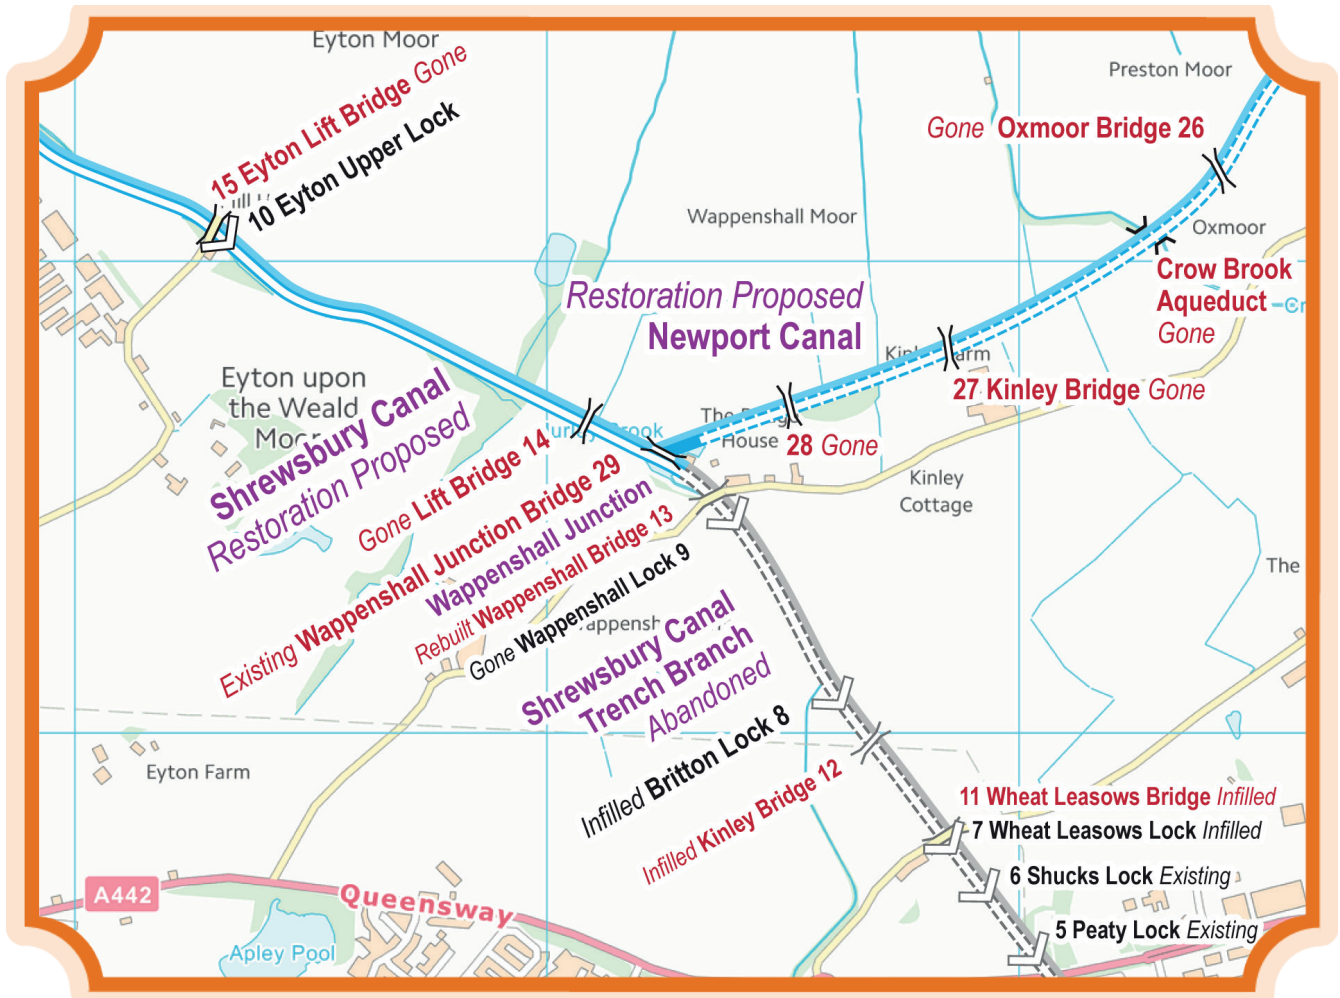 Eyton Moor
Preston Moor
15 Eyton Lift Bridge Gone
10 Eyton Upper Lock
Gone Oxmoor Bridge 26
Wappenshall Moor
Oxmoor
Crow Brook
Aqueduct
Gone
Restoration Proposed
Newport Canal
27 Kinley Bridge Gone
28 Gone
The
House
Kinley
Cottage
Eyton upon
the Weald
Moor
Shrewsbury Canal
Restoration Proposed
Brook
Gone Lift Bridge 14
Existing Wappenshall Junction Bridge 29
Wappenshall Junction
Rebuilt Wappenshall Bridge 13
Gone Wappenshall Lock 9
The
Shrewsbury Canal
Trench Branch
Abandoned
Infilled Britton Lock 8
Infilled Kinley Bridge 12
Eyton Farm
11 Wheat Leasows Bridge Infilled
7 Wheat Leasows Lock Infilled
6 Shucks Lock Existing
5 Peaty Lock Existing
A442
Queensway
Apley Pool